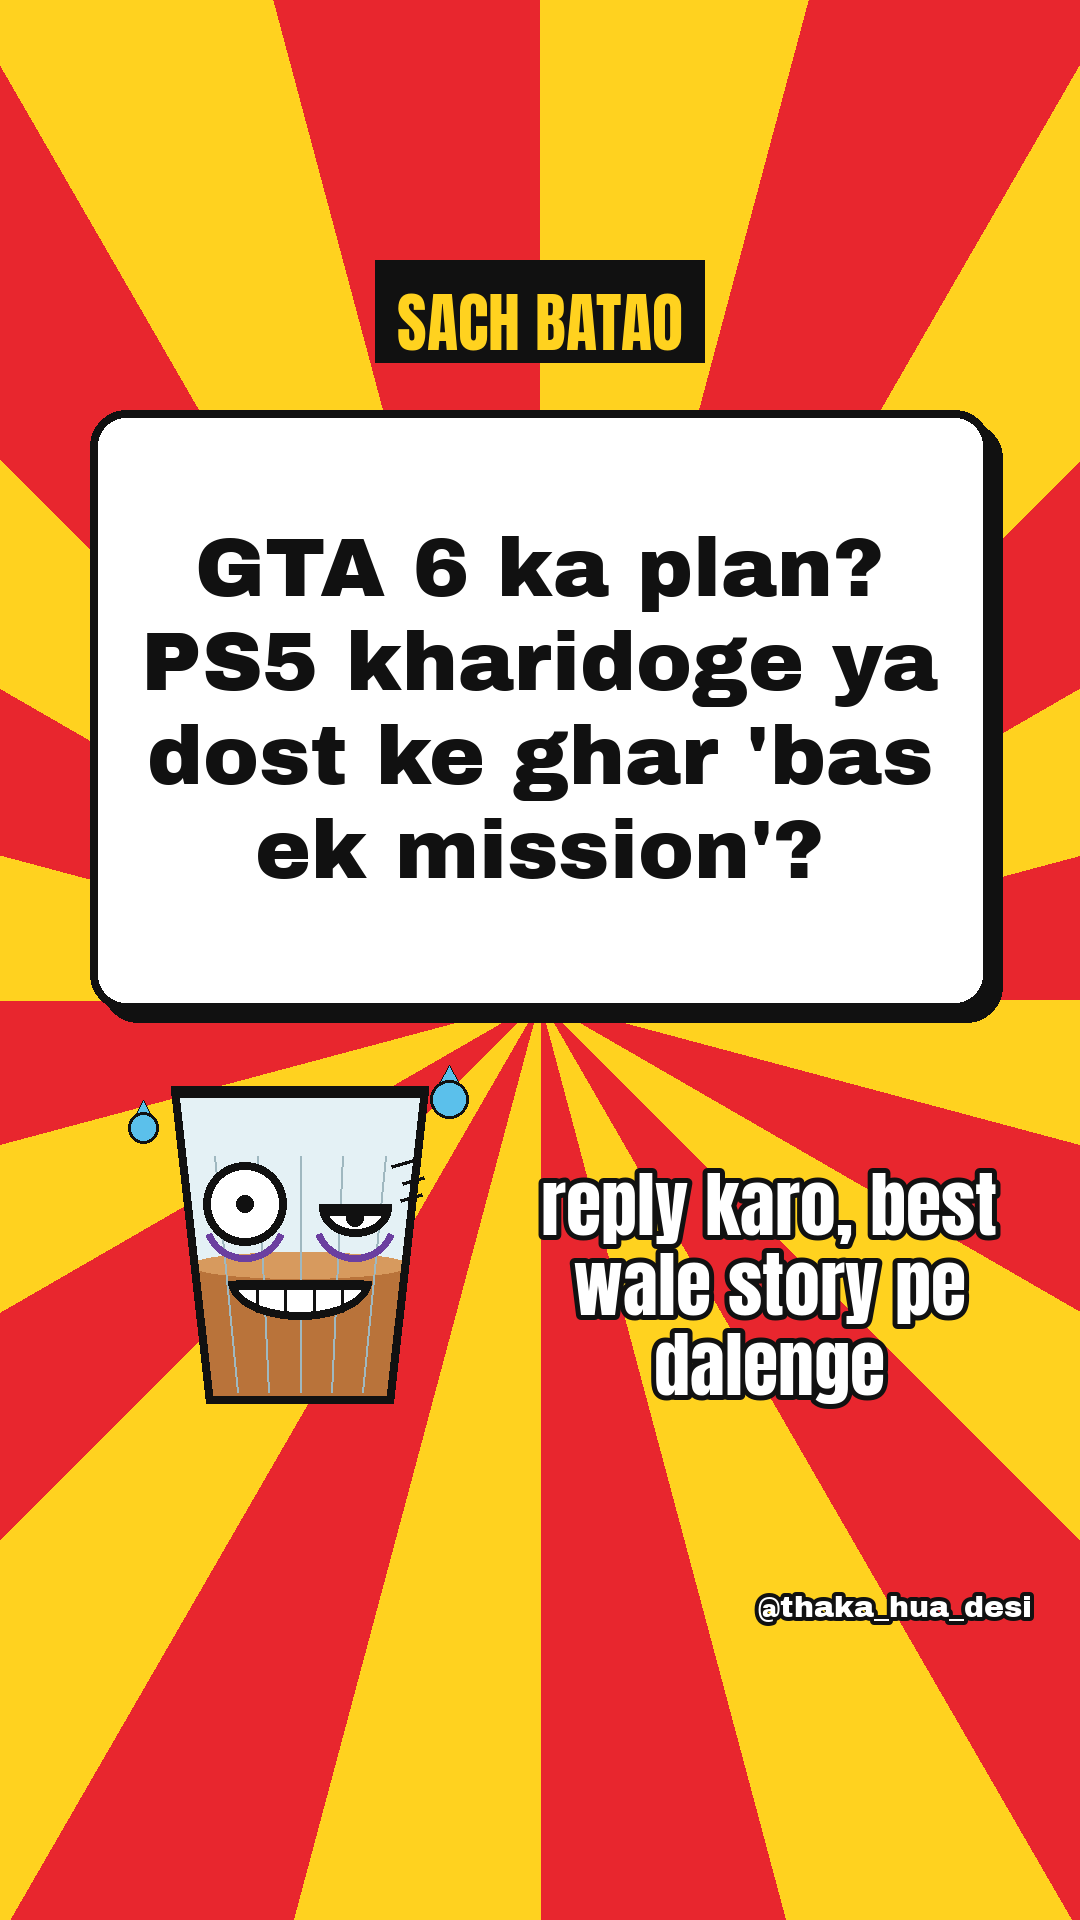 SACH BATAO
GTA 6 ka plan?
PS5 kharidoge ya
dost ke ghar 'bas
ek mission'?
reply karo, best
wale story pe
dalenge
@thaka_hua_desi